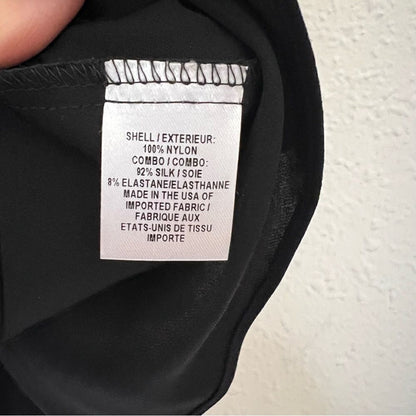 SHELL / EXTERIEUR:
100% NYLON
COMBO / COMBO:
92% SILK / SOIE
8% ELASTANE/ELASTHANNE
MADE IN THE USA OF
IMPORTED FABRIC /
FABRIQUE AUX
ETATS-UNIS DE TISSU
IMPORTE